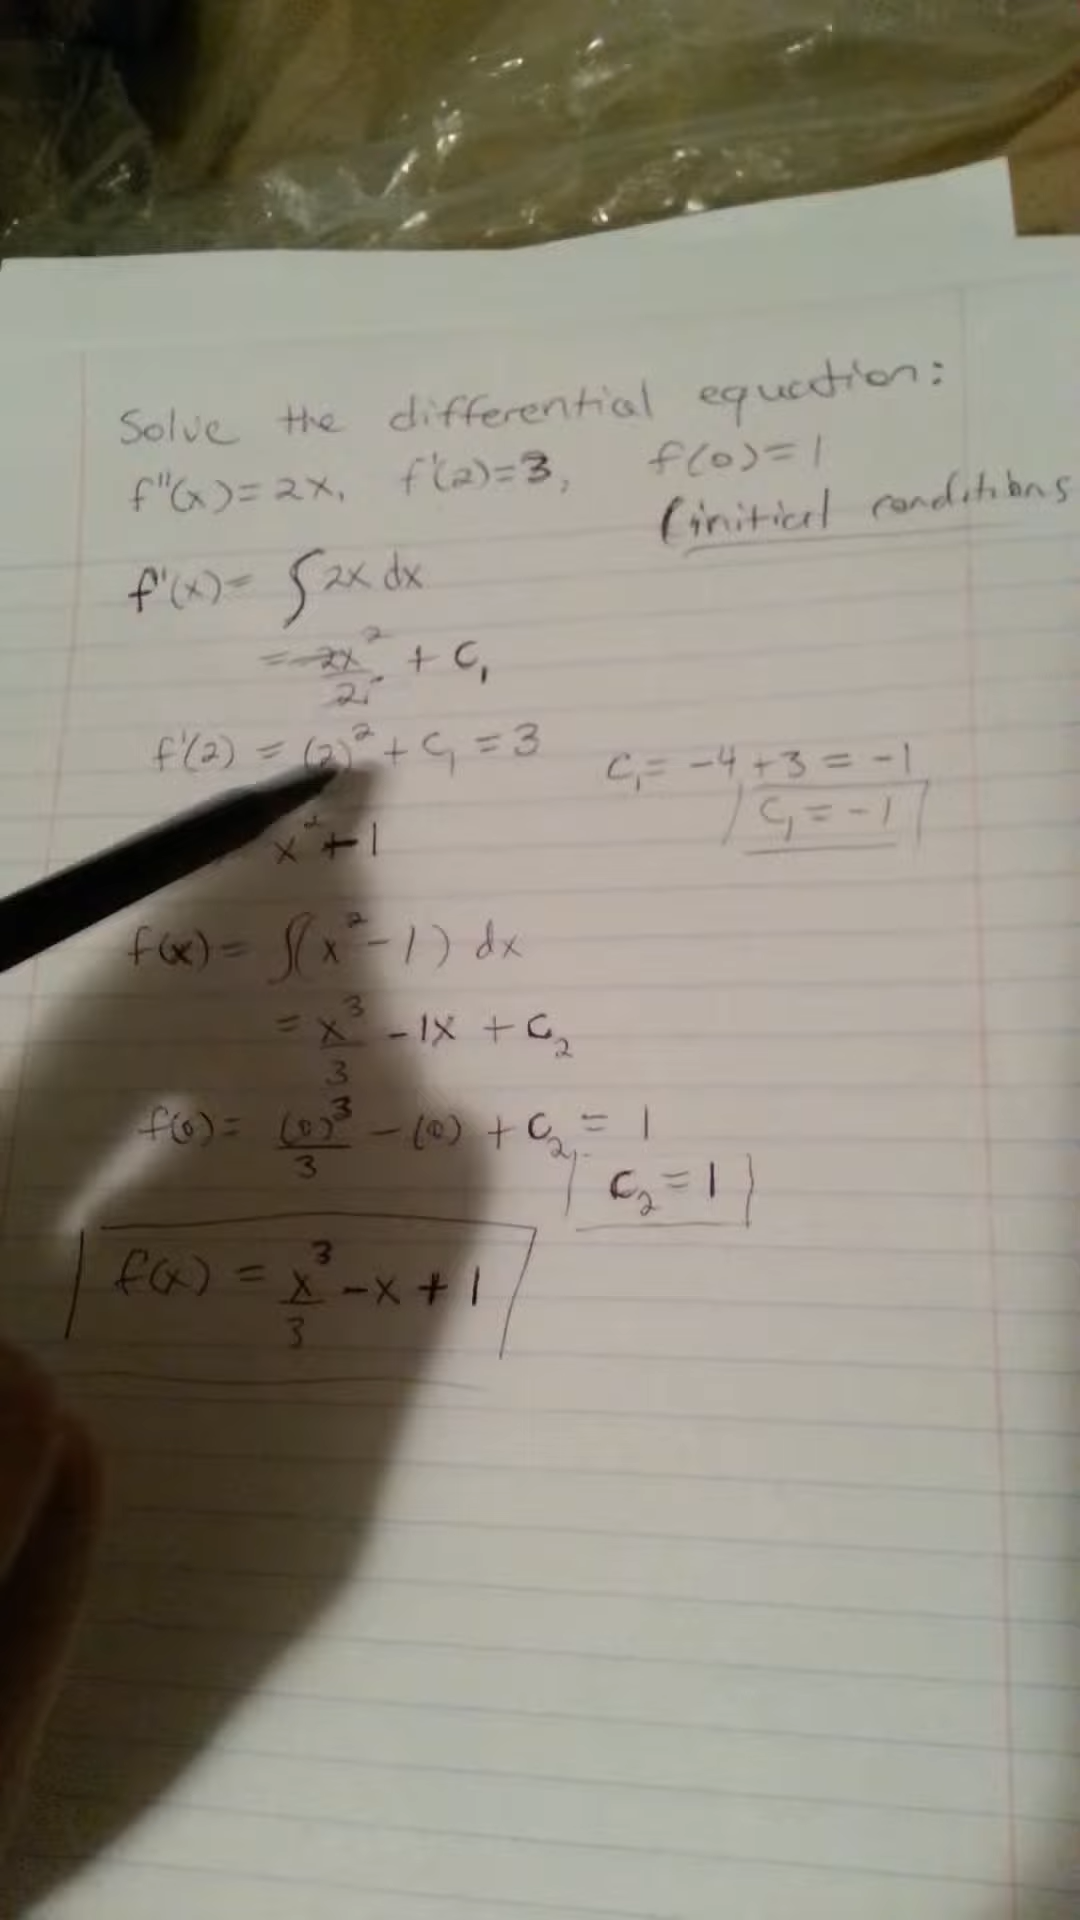 Solve the differential equation:
f''(x)=2x, f'(2)=3, f(0)=1
(initial conditions
f'(x)= ∫2x dx
= 2x²/2 + C₁
f'(2) = (2)² + C₁ = 3
C₁= -4+3 = -1
C₁ = -1
x²+1
f(x)= ∫(x²-1) dx
= x³/3 - 1x + C₂
f(0)= (0)³/3 - (0) + C₂ = 1
C₂ = 1
f(x) = x³/3 - x + 1